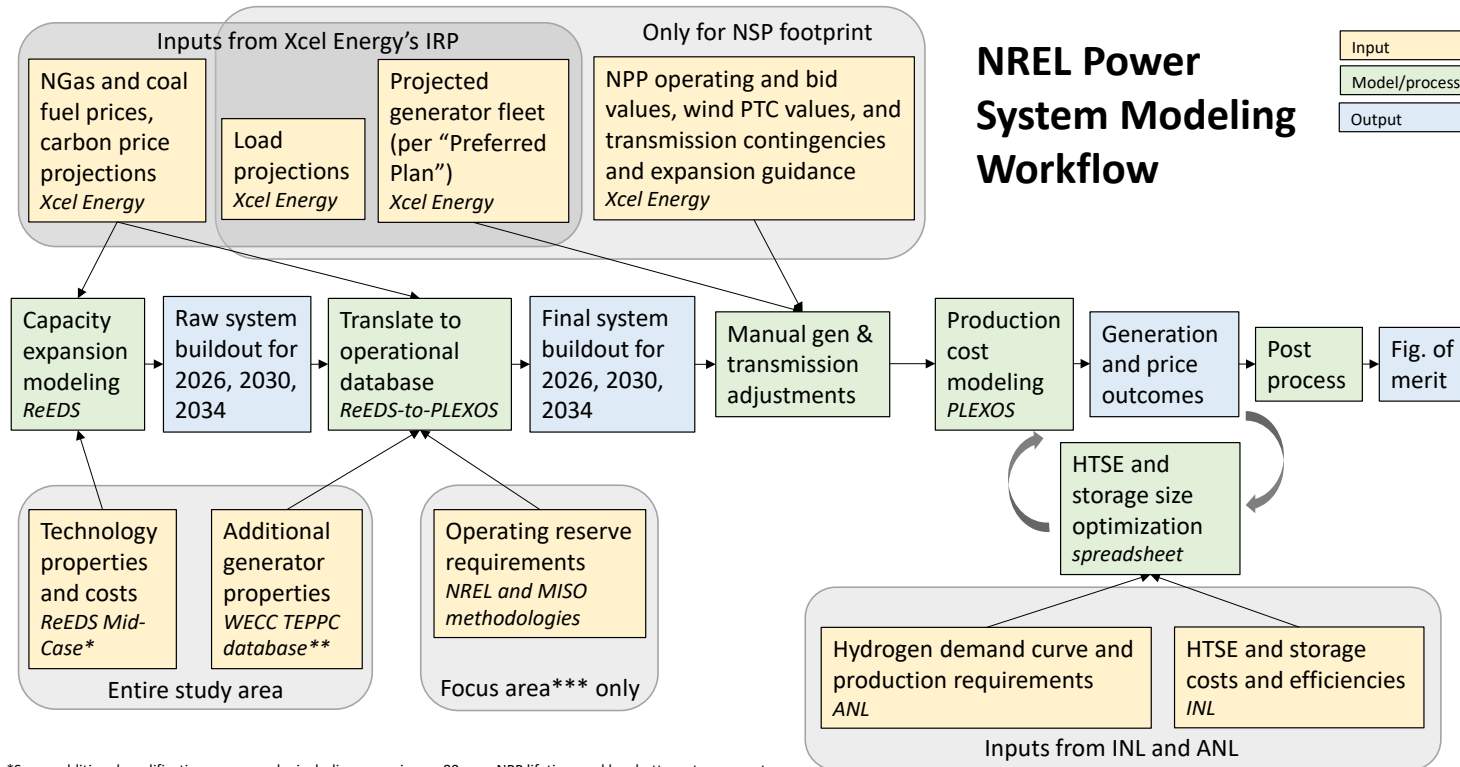 Inputs from Xcel Energy's IRP
Only for NSP footprint
NREL Power
System Modeling
Workflow
Input
Model/process
Output
NGas and coal
fuel prices,
carbon price
projections
Xcel Energy
Load
projections
Xcel Energy
Projected
generator fleet
(per “Preferred
Plan”)
Xcel Energy
NPP operating and bid
values, wind PTC values, and
transmission contingencies
and expansion guidance
Xcel Energy
Capacity
expansion
modeling
ReEDS
Raw system
buildout for
2026, 2030,
2034
Translate to
operational
database
ReEDS-to-PLEXOS
Final system
buildout for
2026, 2030,
2034
Manual gen &
transmission
adjustments
Production
cost
modeling
PLEXOS
Generation
and price
outcomes
Post
process
Fig. of
merit
HTSE and
storage size
optimization
spreadsheet
Technology
properties
and costs
ReEDS Mid-
Case*
Additional
generator
properties
WECC TEPPC
database**
Entire study area
Operating reserve
requirements
NREL and MISO
methodologies
Focus area*** only
Hydrogen demand curve and
production requirements
ANL
HTSE and storage
costs and efficiencies
INL
Inputs from INL and ANL